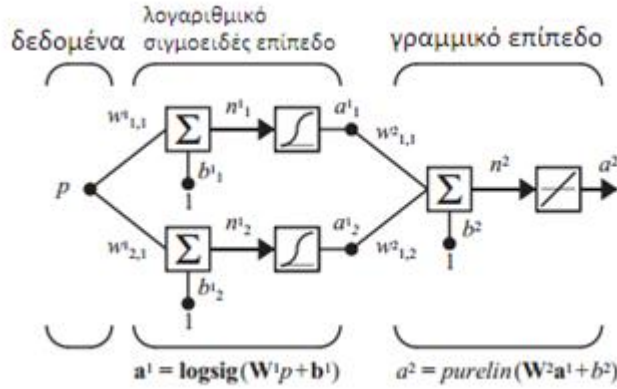 δεδομένα
λογαριθμικό
σιγμοειδές επίπεδο
γραμμικό επίπεδο
p
w¹₁,₁
Σ
n¹₁
a¹₁
b¹₁
1
w¹₂,₁
Σ
n¹₂
a¹₂
b¹₂
1
w²₁,₁
w²₁,₂
Σ
n²
a²
b²
1
a¹ = logsig(W¹p+b¹)
a² = purelin(W²a¹+b²)